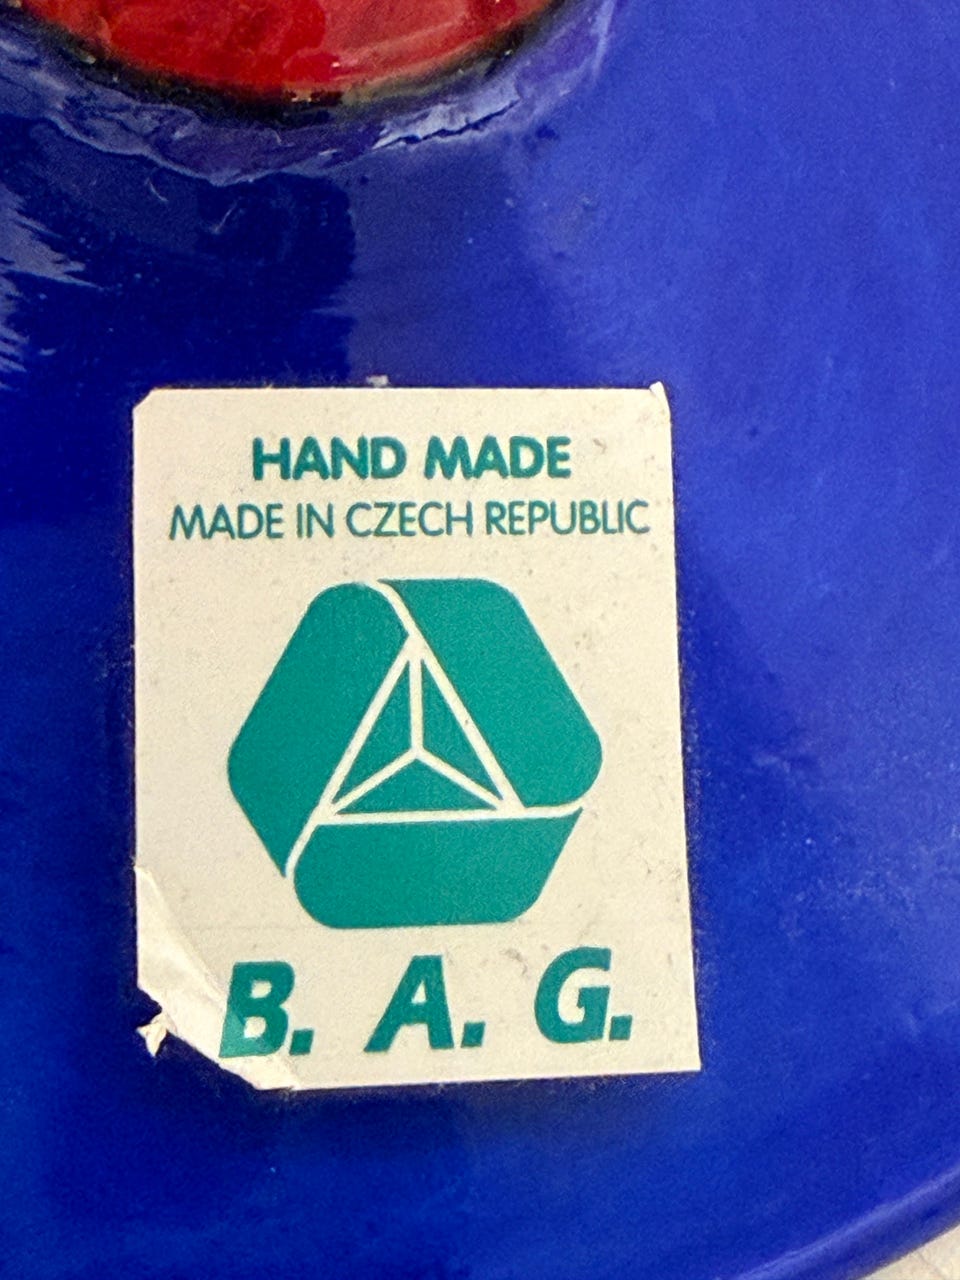 HAND MADE
MADE IN CZECH REPUBLIC
B. A. G.